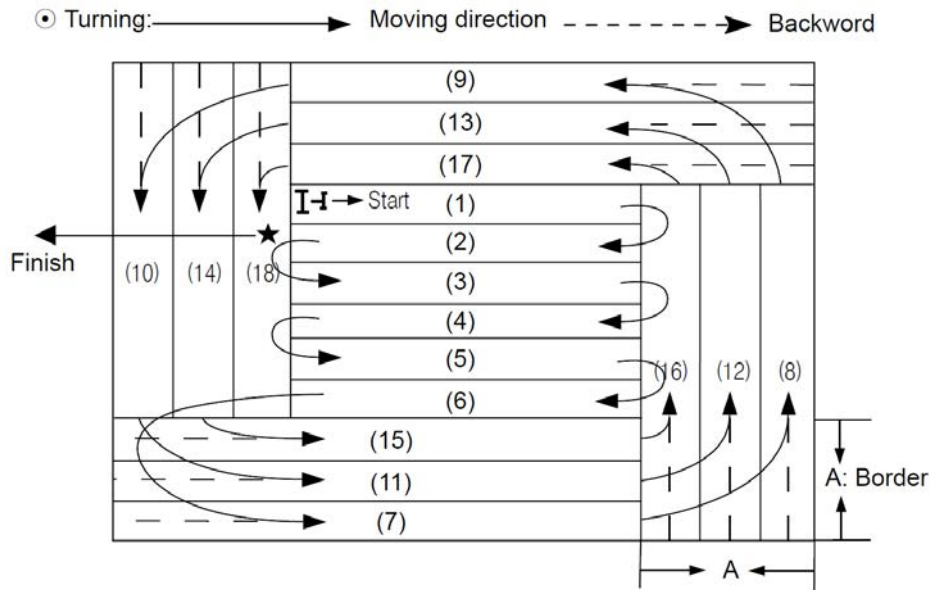 ⊙ Turning: Moving direction Backword
(9)
(13)
(17)
Start (1)
(2)
Finish
(10) (14) (18) (3)
(4)
(5)
(16) (12) (8)
(6)
(15)
(11) A: Border
(7)
A